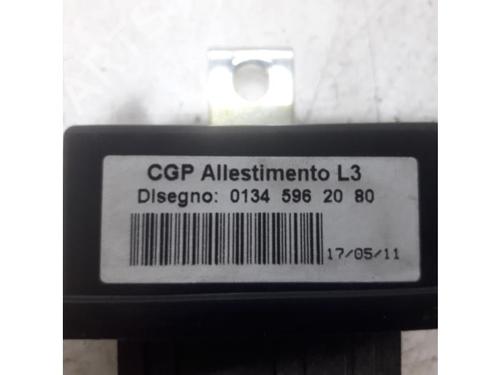 CGP Allestimento L3
Disegno: 0134 596 20 80
17/05/11